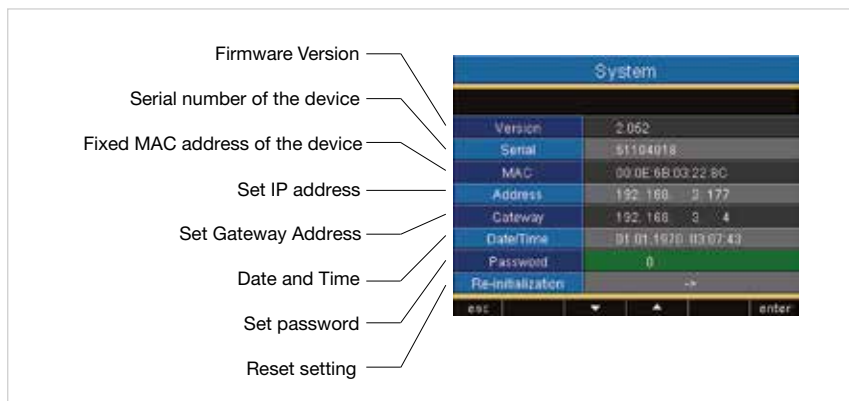 Firmware Version
Serial number of the device
Fixed MAC address of the device
Set IP address
Set Gateway Address
Date and Time
Set password
Reset setting
System
Version 2.062
Serial 51104018
MAC 00:0E:6B:03:22:8C
Address 192. 168. 3. 177
Gateway 192. 168. 3. 4
Date/Time 01.01.1970 03:07:43
Password 0
Re-initialization ->
esc enter